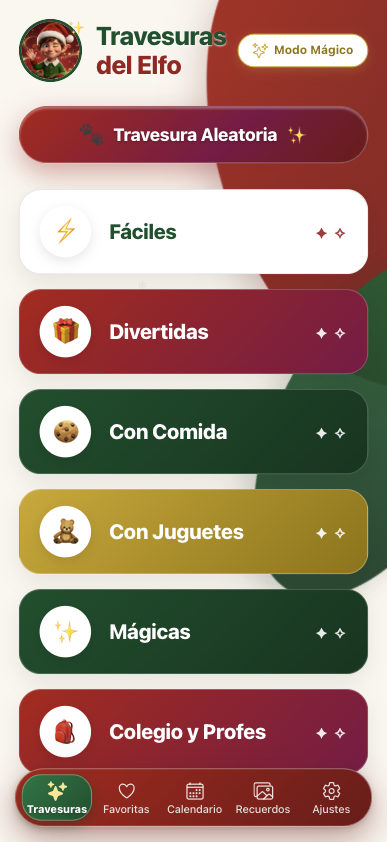 Travesuras
del Elfo
Modo Mágico
Travesura Aleatoria
Fáciles
Divertidas
Con Comida
Con Juguetes
Mágicas
Colegio y Profes
Travesuras
Favoritas
Calendario
Recuerdos
Ajustes